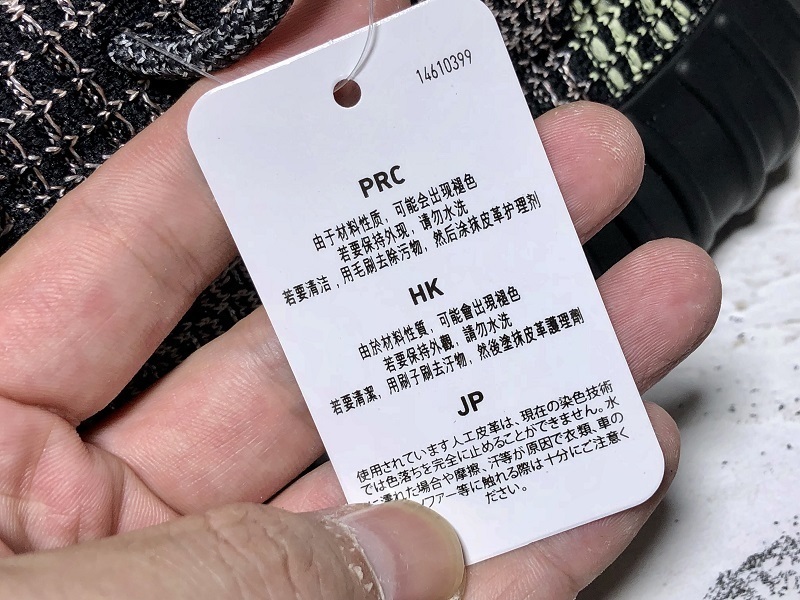 14610399
PRC
由于材料性质，可能会出现褪色
若要保持外现，请勿水洗
若要清洁，用毛刷去除污物，然后涂抹皮革护理剂
HK
由於材料性質，可能會出現褪色
若要保持外觀，請勿水洗
若要清潔，用刷子刷去汙物，然後塗抹皮革護理劑
JP
使用されています人工皮革は、現在の染色技術
では色落ちを完全に止めることができません。水
に濡れた場合や摩擦、汗等が原因で衣類、車の
ソファー等に触れる際は十分にご注意く
ださい。